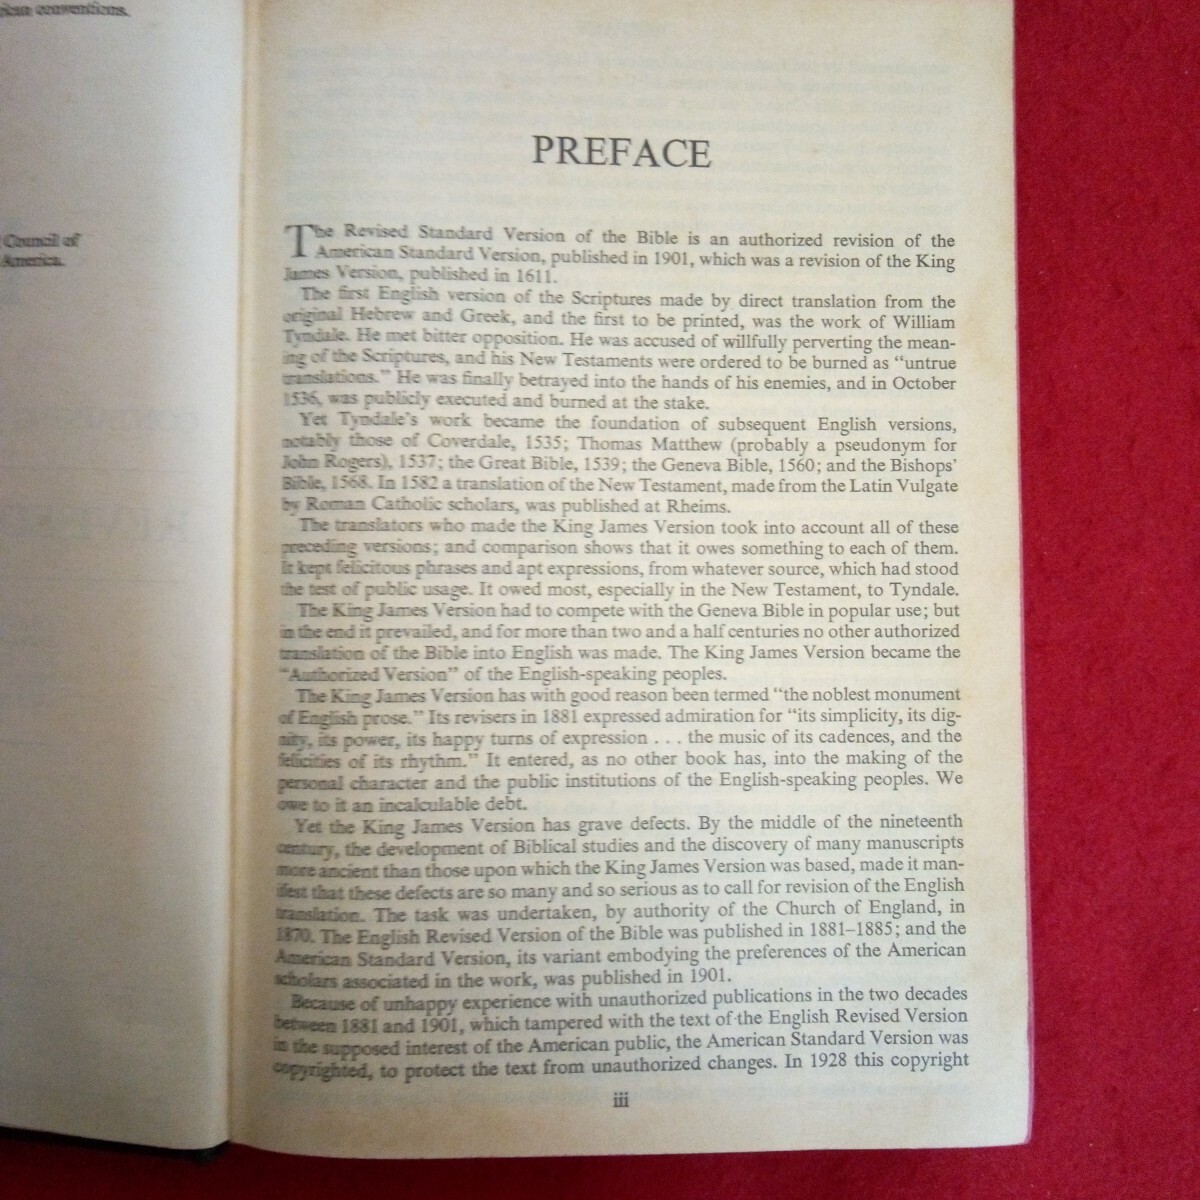 conventions.
Council of
America.
PREFACE
The Revised Standard Version of the Bible is an authorized revision of the
American Standard Version, published in 1901, which was a revision of the King
James Version, published in 1611.
The first English version of the Scriptures made by direct translation from the
original Hebrew and Greek, and the first to be printed, was the work of William
Tyndale. He met bitter opposition. He was accused of willfully perverting the mean-
ing of the Scriptures, and his New Testaments were ordered to be burned as “untrue
translations.” He was finally betrayed into the hands of his enemies, and in October
1536, was publicly executed and burned at the stake.
Yet Tyndale’s work became the foundation of subsequent English versions,
notably those of Coverdale, 1535; Thomas Matthew (probably a pseudonym for
John Rogers), 1537; the Great Bible, 1539; the Geneva Bible, 1560; and the Bishops’
Bible, 1568. In 1582 a translation of the New Testament, made from the Latin Vulgate
by Roman Catholic scholars, was published at Rheims.
The translators who made the King James Version took into account all of these
preceding versions; and comparison shows that it owes something to each of them.
It kept felicitous phrases and apt expressions, from whatever source, which had stood
the test of public usage. It owed most, especially in the New Testament, to Tyndale.
The King James Version had to compete with the Geneva Bible in popular use; but
in the end it prevailed, and for more than two and a half centuries no other authorized
translation of the Bible into English was made. The King James Version became the
“Authorized Version” of the English-speaking peoples.
The King James Version has with good reason been termed “the noblest monument
of English prose.” Its revisers in 1881 expressed admiration for “its simplicity, its dig-
nity, its power, its happy turns of expression . . . the music of its cadences, and the
felicities of its rhythm.” It entered, as no other book has, into the making of the
personal character and the public institutions of the English-speaking peoples. We
owe to it an incalculable debt.
Yet the King James Version has grave defects. By the middle of the nineteenth
century, the development of Biblical studies and the discovery of many manuscripts
more ancient than those upon which the King James Version was based, made it man-
ifest that these defects are so many and so serious as to call for revision of the English
translation. The task was undertaken, by authority of the Church of England, in
1870. The English Revised Version of the Bible was published in 1881–1885; and the
American Standard Version, its variant embodying the preferences of the American
scholars associated in the work, was published in 1901.
Because of unhappy experience with unauthorized publications in the two decades
between 1881 and 1901, which tampered with the text of the English Revised Version
in the supposed interest of the American public, the American Standard Version was
copyrighted, to protect the text from unauthorized changes. In 1928 this copyright
iii